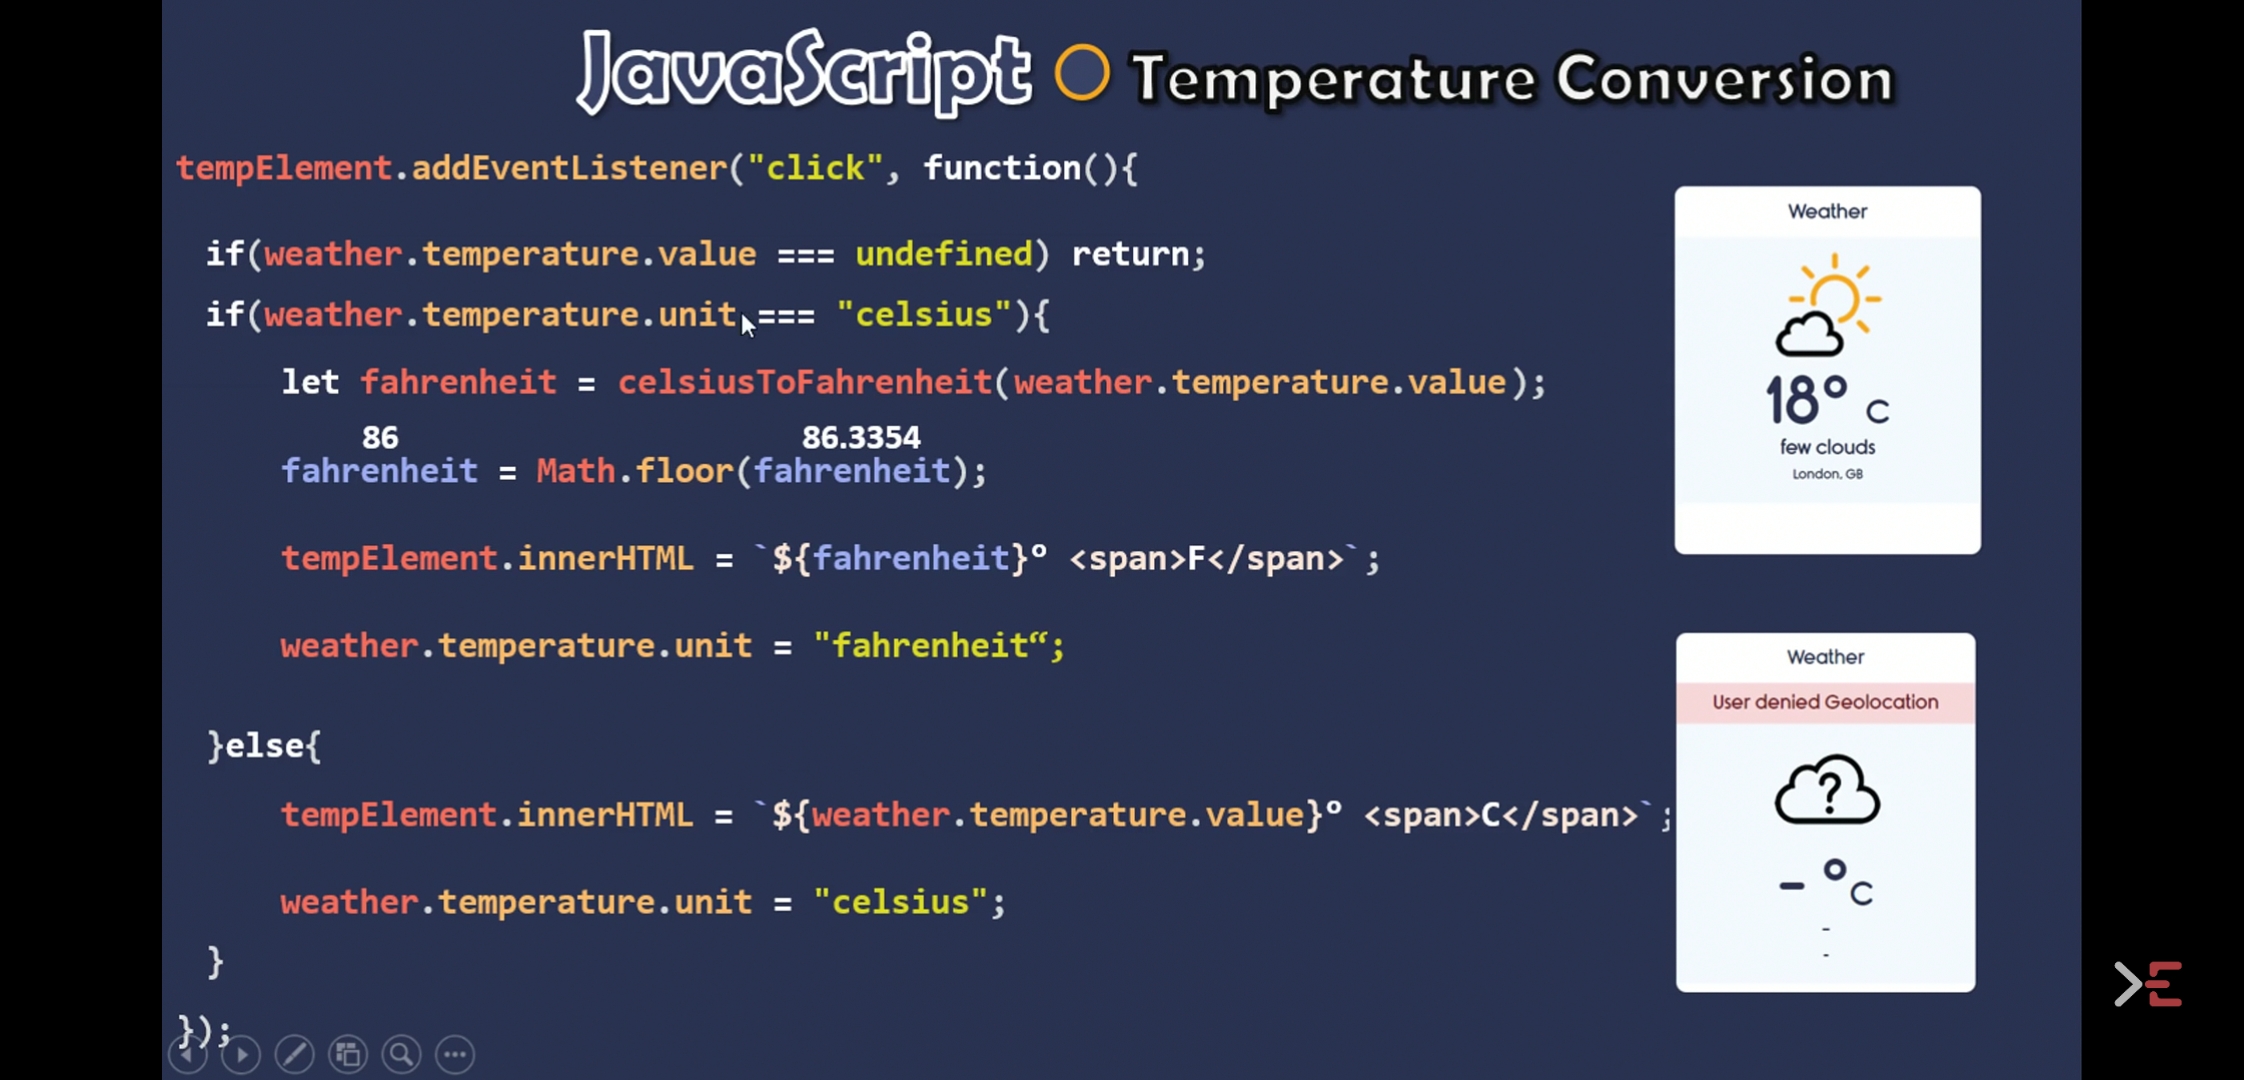 JavaScript Temperature Conversion
tempElement.addEventListener("click", function(){
if(weather.temperature.value === undefined) return;
if(weather.temperature.unit === "celsius"){
let fahrenheit = celsiusToFahrenheit(weather.temperature.value);
86 86.3354
fahrenheit = Math.floor(fahrenheit);
tempElement.innerHTML = `${fahrenheit}° <span>F</span>`;
weather.temperature.unit = "fahrenheit“;
}else{
tempElement.innerHTML = `${weather.temperature.value}° <span>C</span>`;
weather.temperature.unit = "celsius";
}
});
Weather
18° C
few clouds
London, GB
Weather
User denied Geolocation
?
- °C
-
-